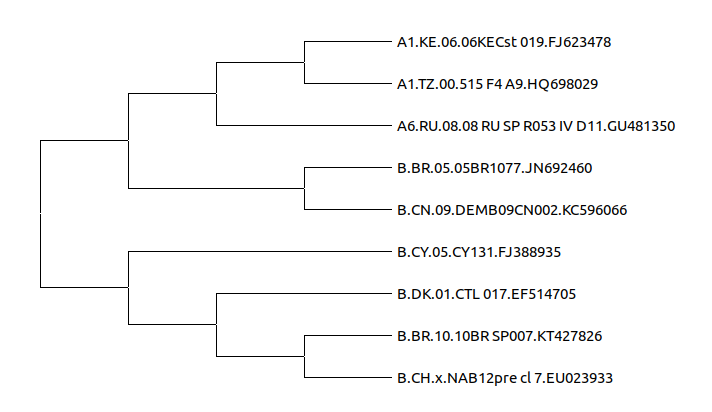 A1.KE.06.06KECst 019.FJ623478
A1.TZ.00.515 F4 A9.HQ698029
A6.RU.08.08 RU SP R053 IV D11.GU481350
B.BR.05.05BR1077.JN692460
B.CN.09.DEMB09CN002.KC596066
B.CY.05.CY131.FJ388935
B.DK.01.CTL 017.EF514705
B.BR.10.10BR SP007.KT427826
B.CH.x.NAB12pre cl 7.EU023933